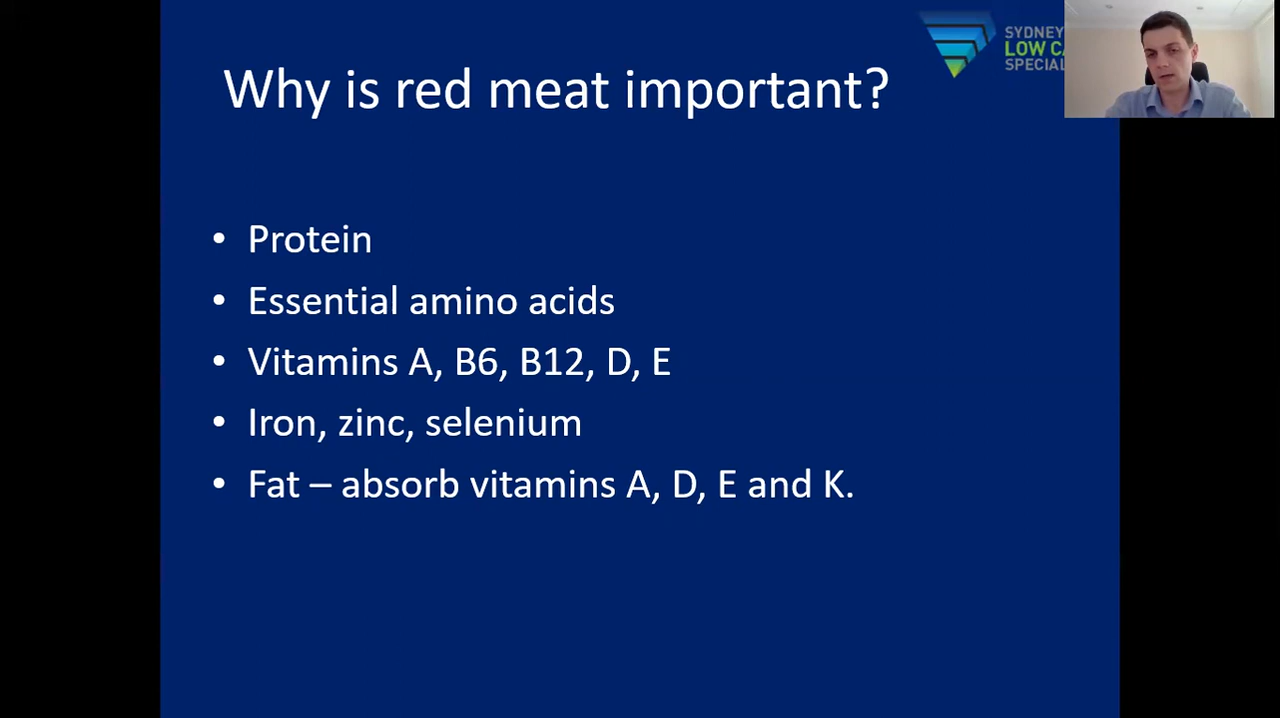 Why is red meat important?
SYDNEY
LOW
SPECIAL
• Protein
• Essential amino acids
• Vitamins A, B6, B12, D, E
• Iron, zinc, selenium
• Fat – absorb vitamins A, D, E and K.